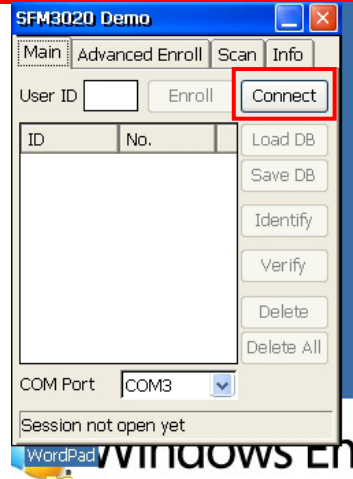 SFM3020 Demo
Main Advanced Enroll Scan Info
User ID Enroll Connect
ID No. Load DB
Save DB
Identify
Verify
Delete
Delete All
COM Port COM3
Session not open yet
WordPad Windows En